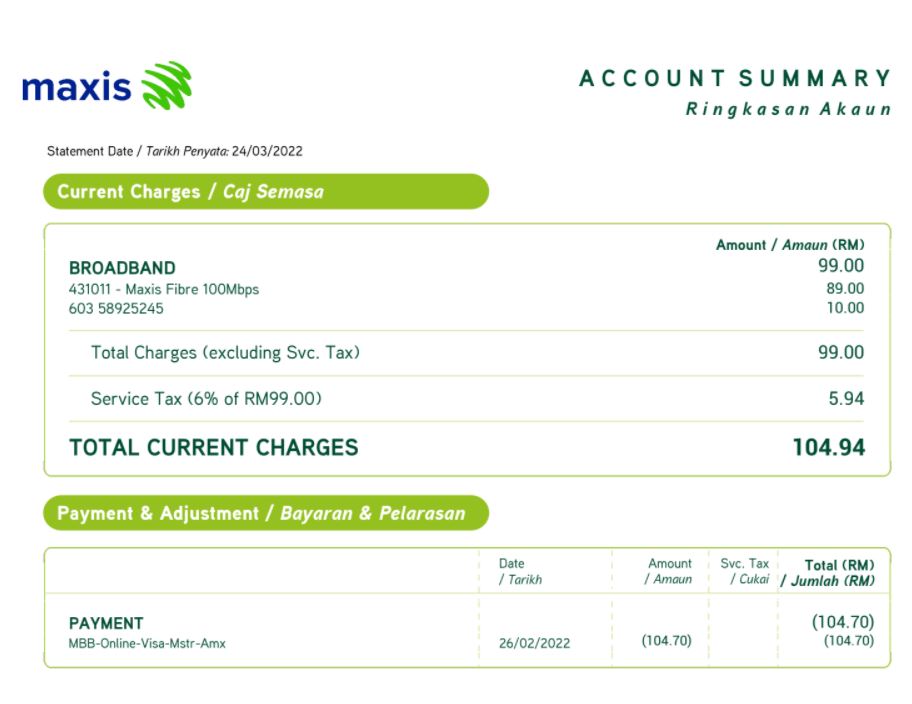 maxis
ACCOUNT SUMMARY
Ringkasan Akaun
Statement Date / Tarikh Penyata: 24/03/2022
Current Charges / Caj Semasa
Amount / Amaun (RM)
BROADBAND 99.00
431011 - Maxis Fibre 100Mbps 89.00
603 58925245 10.00
Total Charges (excluding Svc. Tax) 99.00
Service Tax (6% of RM99.00) 5.94
TOTAL CURRENT CHARGES 104.94
Payment & Adjustment / Bayaran & Pelarasan
Date Amount Svc. Tax Total (RM)
/ Tarikh / Amaun / Cukai / Jumlah (RM)
PAYMENT (104.70)
MBB-Online-Visa-Mstr-Amx 26/02/2022 (104.70) (104.70)